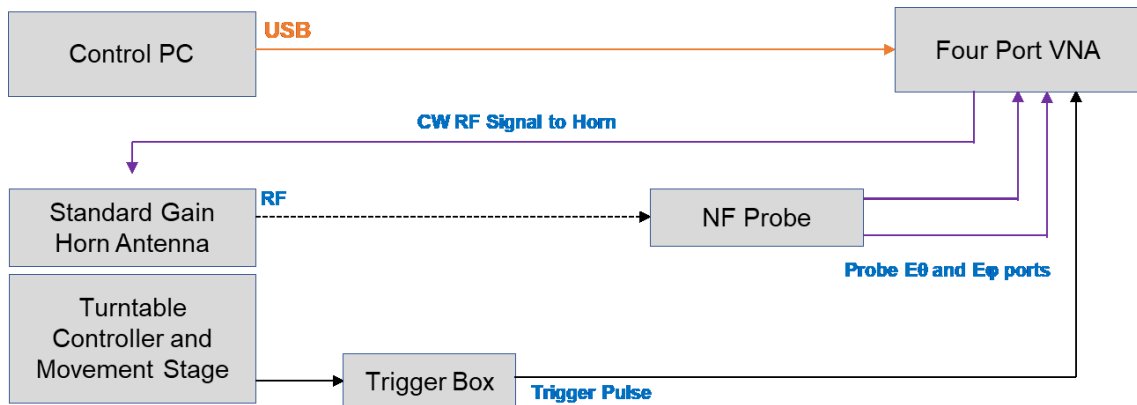 USB
Control PC
Four Port VNA
CW RF Signal to Horn
Standard Gain
Horn Antenna
RF
NF Probe
Probe Eθ and Eφ ports
Turntable
Controller and
Movement Stage
Trigger Box
Trigger Pulse